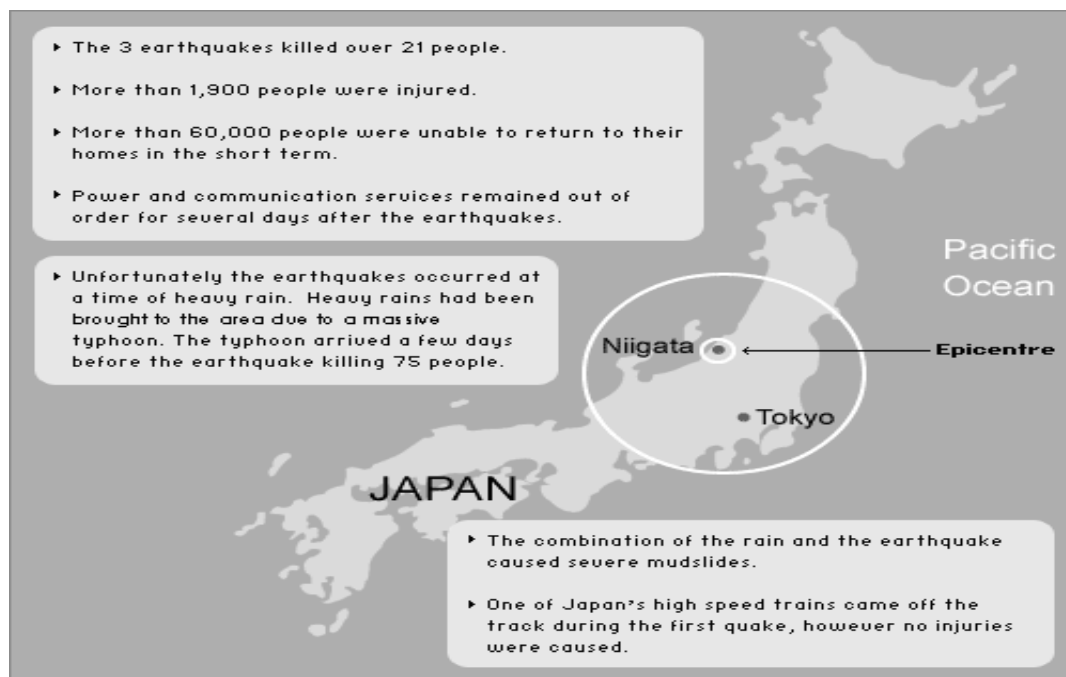 ▸ The 3 earthquakes killed over 21 people.
▸ More than 1,900 people were injured.
▸ More than 60,000 people were unable to return to their
homes in the short term.
▸ Power and communication services remained out of
order for several days after the earthquakes.
▸ Unfortunately the earthquakes occurred at
a time of heavy rain. Heavy rains had been
brought to the area due to a massive
typhoon. The typhoon arrived a few days
before the earthquake killing 75 people.
Pacific
Ocean
Niigata
Epicentre
Tokyo
JAPAN
▸ The combination of the rain and the earthquake
caused severe mudslides.
▸ One of Japan's high speed trains came off the
track during the first quake, however no injuries
were caused.